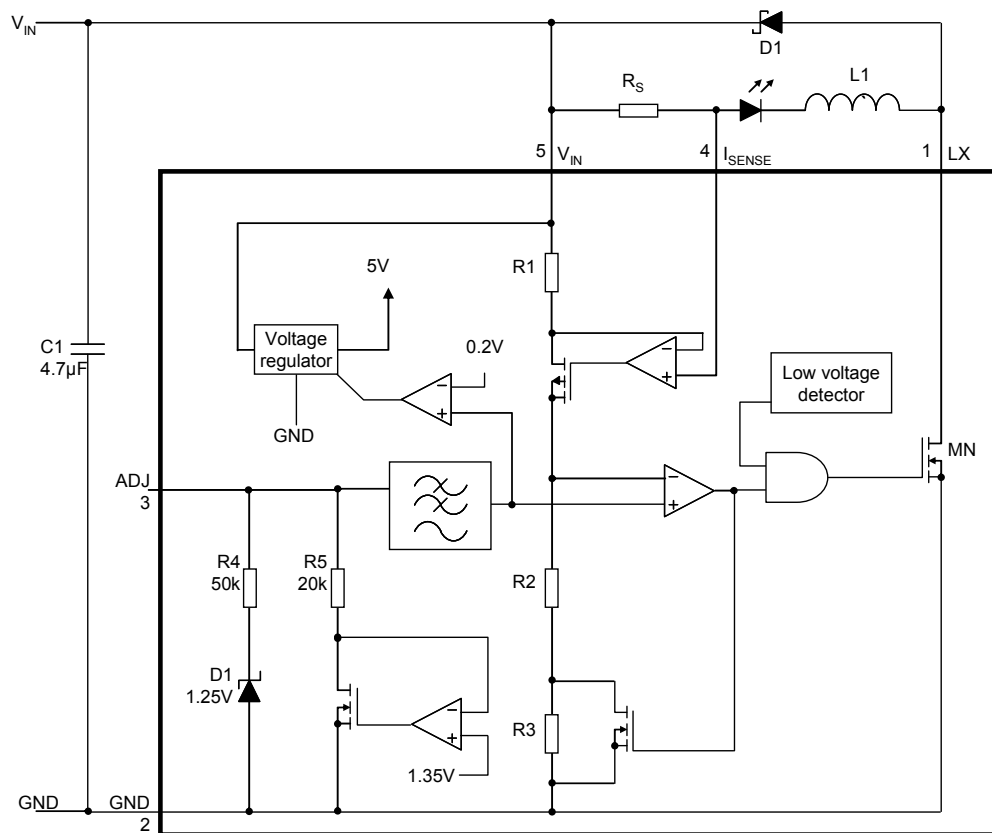 VIN
D1
RS
L1
5
VIN
4
ISENSE
1
LX
R1
5V
C1
4.7µF
Voltage
regulator
0.2V
Low voltage
detector
GND
MN
ADJ
3
R4
50k
R5
20k
R2
D1
1.25V
R3
1.35V
GND
GND
2